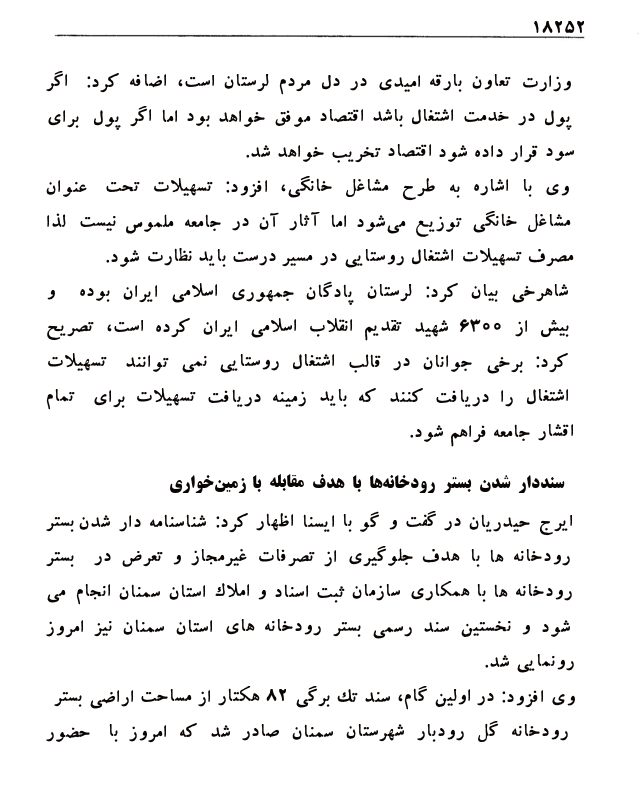 ۱۸۲۵۲
وزارت تعاون بارقه امیدی در دل مردم لرستان است، اضافه کرد: اگر
پول در خدمت اشتغال باشد اقتصاد موفق خواهد بود اما اگر پول برای
سود قرار داده شود اقتصاد تخریب خواهد شد.
وی با اشاره به طرح مشاغل خانگی، افزود: تسهیلات تحت عنوان
مشاغل خانگی توزیع می‌شود اما آثار آن در جامعه ملموس نیست لذا
مصرف تسهیلات اشتغال روستایی در مسیر درست باید نظارت شود.
شاهرخی بیان کرد: لرستان پادگان جمهوری اسلامی ایران بوده و
بیش از ۶۳۰۰ شهید تقدیم انقلاب اسلامی ایران کرده است، تصریح
کرد: برخی جوانان در قالب اشتغال روستایی نمی توانند تسهیلات
اشتغال را دریافت کنند که باید زمینه دریافت تسهیلات برای تمام
اقشار جامعه فراهم شود.
سنددار شدن بستر رودخانه‌ها با هدف مقابله با زمین‌خواری
ایرج حیدریان در گفت و گو با ایسنا اظهار کرد: شناسنامه دار شدن بستر
رودخانه ها با هدف جلوگیری از تصرفات غیرمجاز و تعرض در بستر
رودخانه ها با همکاری سازمان ثبت اسناد و املاك استان سمنان انجام می
شود و نخستین سند رسمی بستر رودخانه های استان سمنان نیز امروز
رونمایی شد.
وی افزود: در اولین گام، سند تك برگی ۸۲ هکتار از مساحت اراضی بستر
رودخانه گل رودبار شهرستان سمنان صادر شد که امروز با حضور